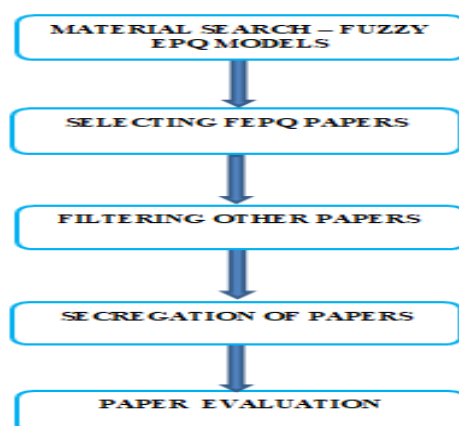 MATERIAL SEARCH – FUZZY
EPQ MODELS
SELECTING FEPQ PAPERS
FILTERING OTHER PAPERS
SECREGATION OF PAPERS
PAPER EVALUATION